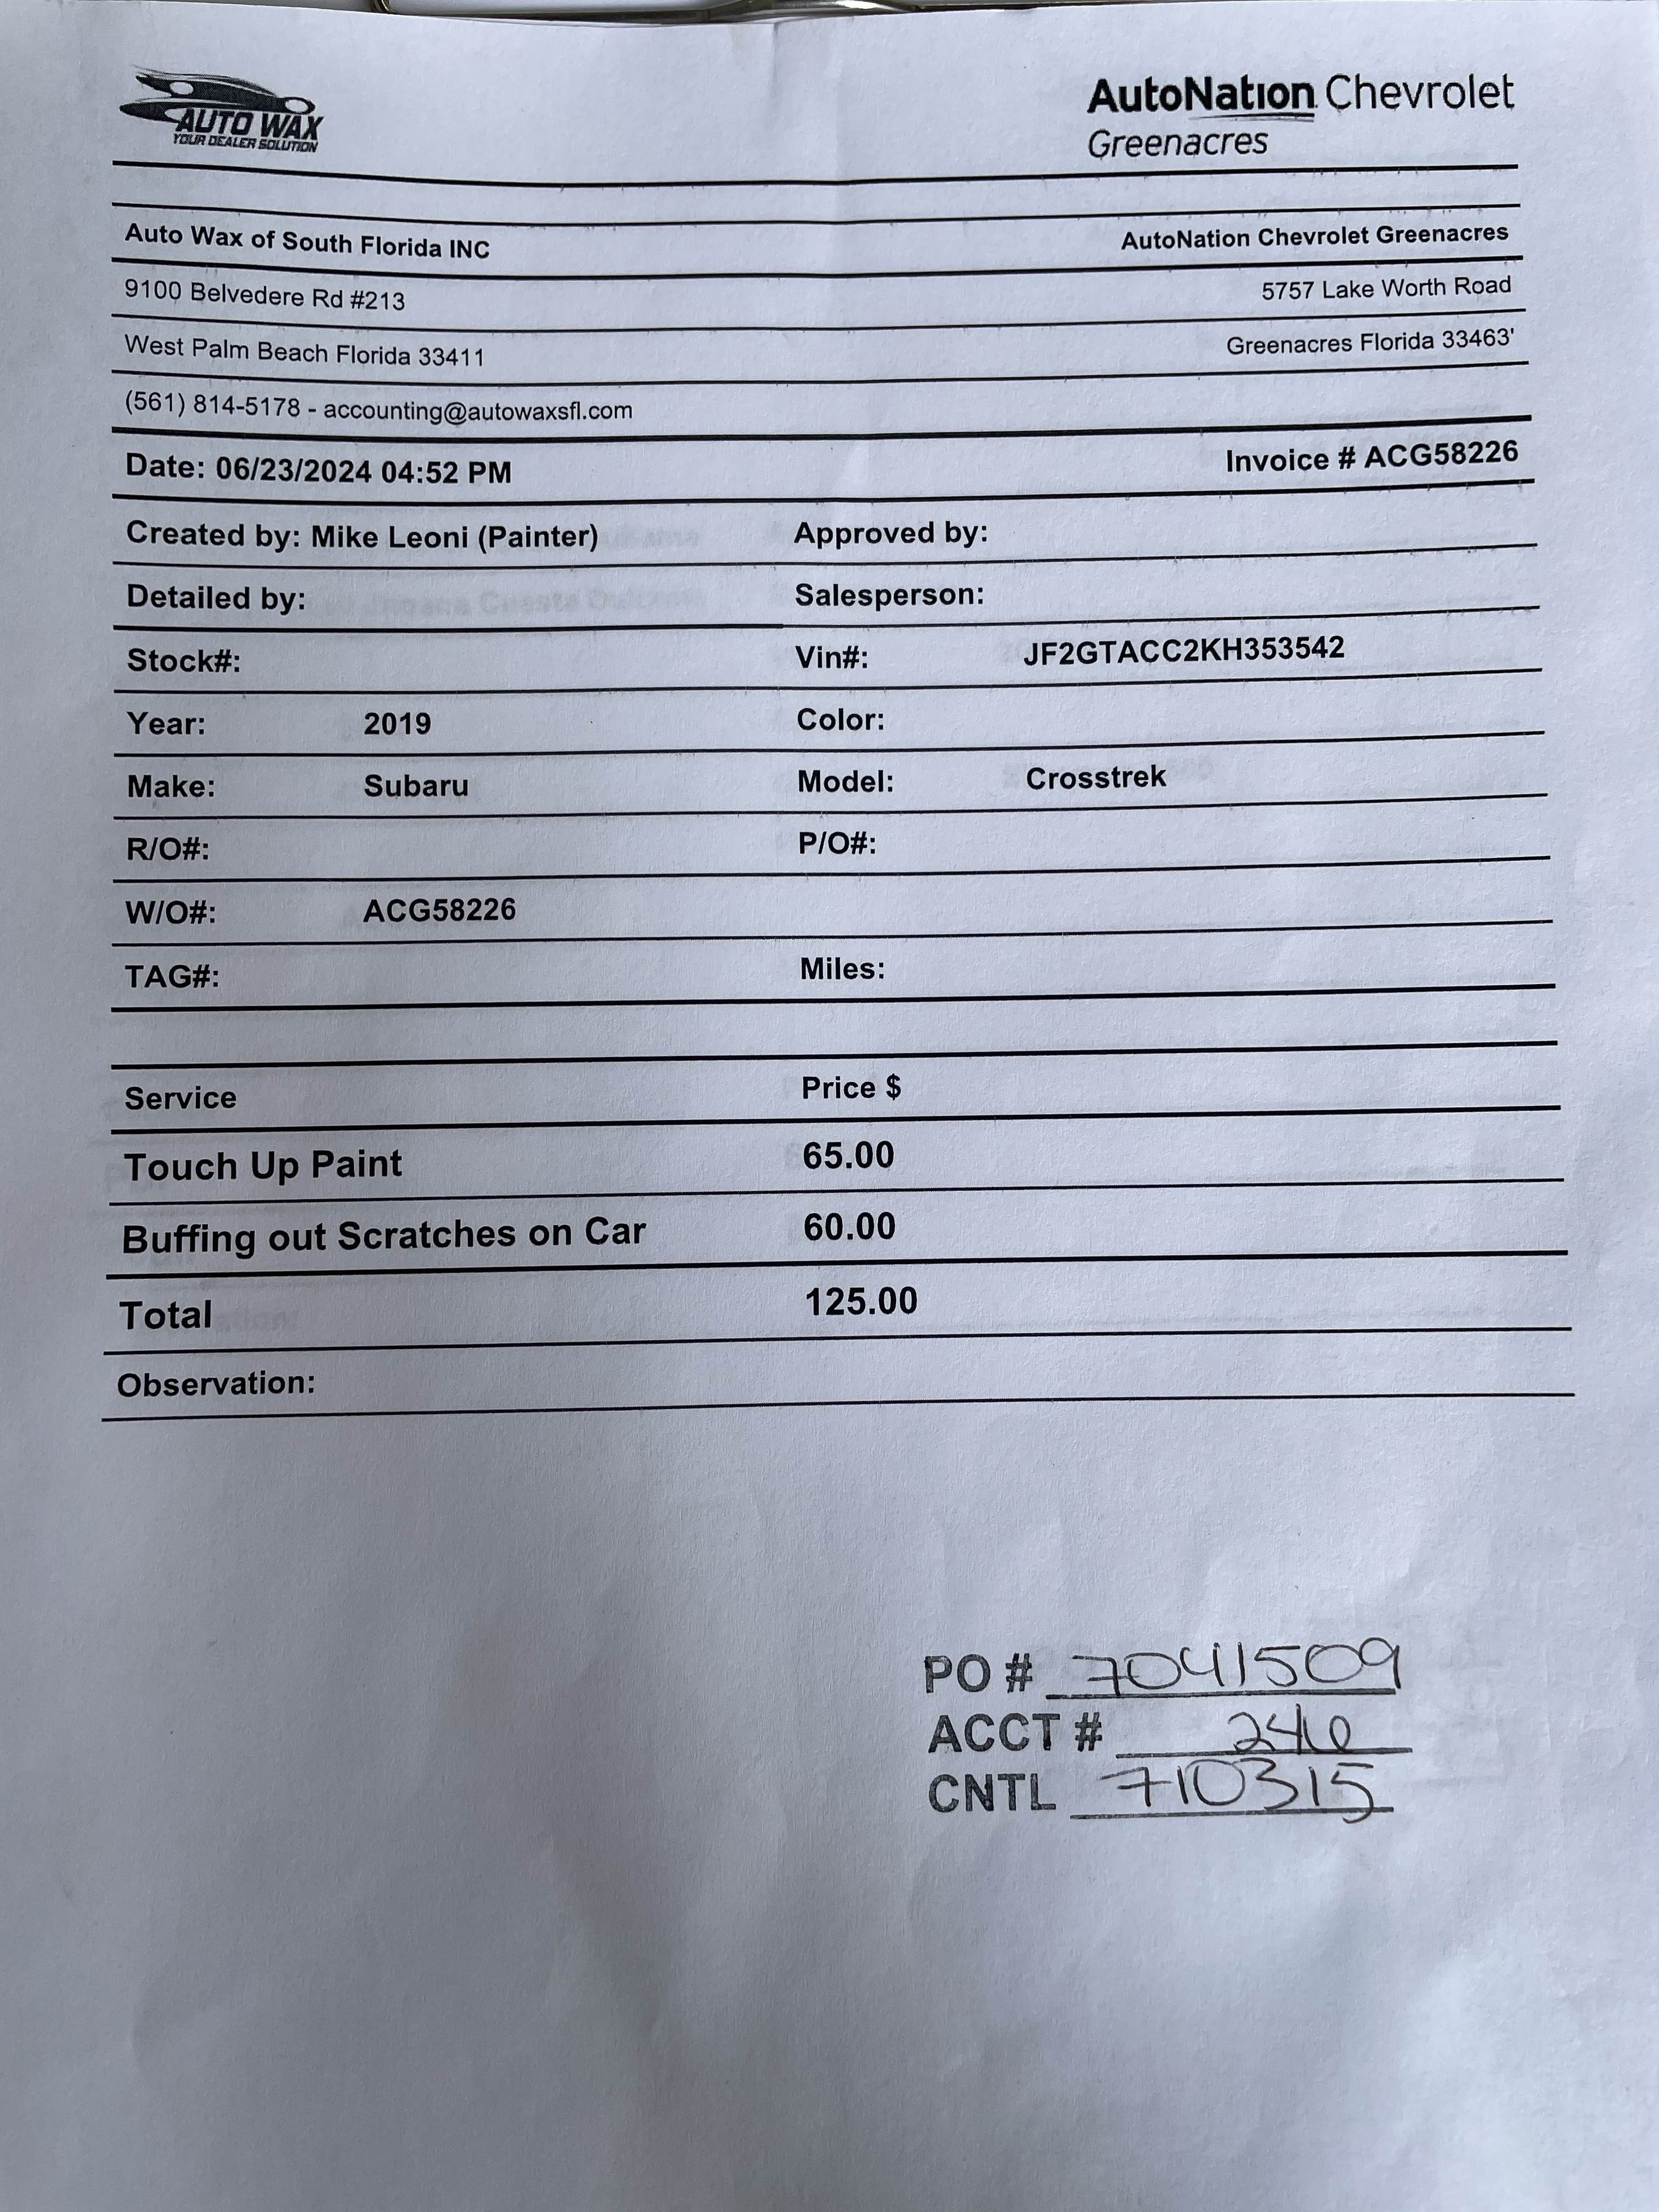 AUTO WAX
YOUR DEALER SOLUTION
AutoNation Chevrolet
Greenacres
Auto Wax of South Florida INC
AutoNation Chevrolet Greenacres
9100 Belvedere Rd #213
5757 Lake Worth Road
West Palm Beach Florida 33411
Greenacres Florida 33463'
(561) 814-5178 - accounting@autowaxsfl.com
Date: 06/23/2024 04:52 PM
Invoice # ACG58226
Created by: Mike Leoni (Painter)
Approved by:
Detailed by:
Salesperson:
Stock#:
Vin#: JF2GTACC2KH353542
Year: 2019
Color:
Make: Subaru
Model: Crosstrek
R/O#:
P/O#:
W/O#: ACG58226
TAG#:
Miles:
Service Price $
Touch Up Paint 65.00
Buffing out Scratches on Car 60.00
Total 125.00
Observation:
PO # 7041509
ACCT #
CNTL 710315